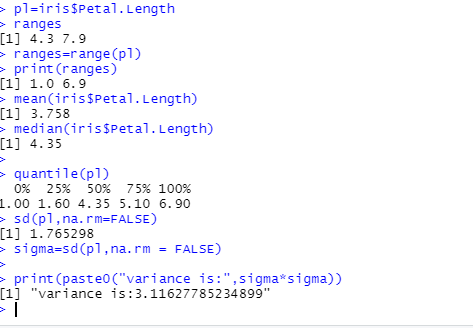 > pl=iris$Petal.Length
> ranges
[1] 4.3 7.9
> ranges=range(pl)
> print(ranges)
[1] 1.0 6.9
> mean(iris$Petal.Length)
[1] 3.758
> median(iris$Petal.Length)
[1] 4.35
>
> quantile(pl)
  0%  25%  50%  75% 100%
1.00 1.60 4.35 5.10 6.90
> sd(pl,na.rm=FALSE)
[1] 1.765298
> sigma=sd(pl,na.rm = FALSE)
>
> print(paste0("variance is:",sigma*sigma))
[1] "variance is:3.11627785234899"
>